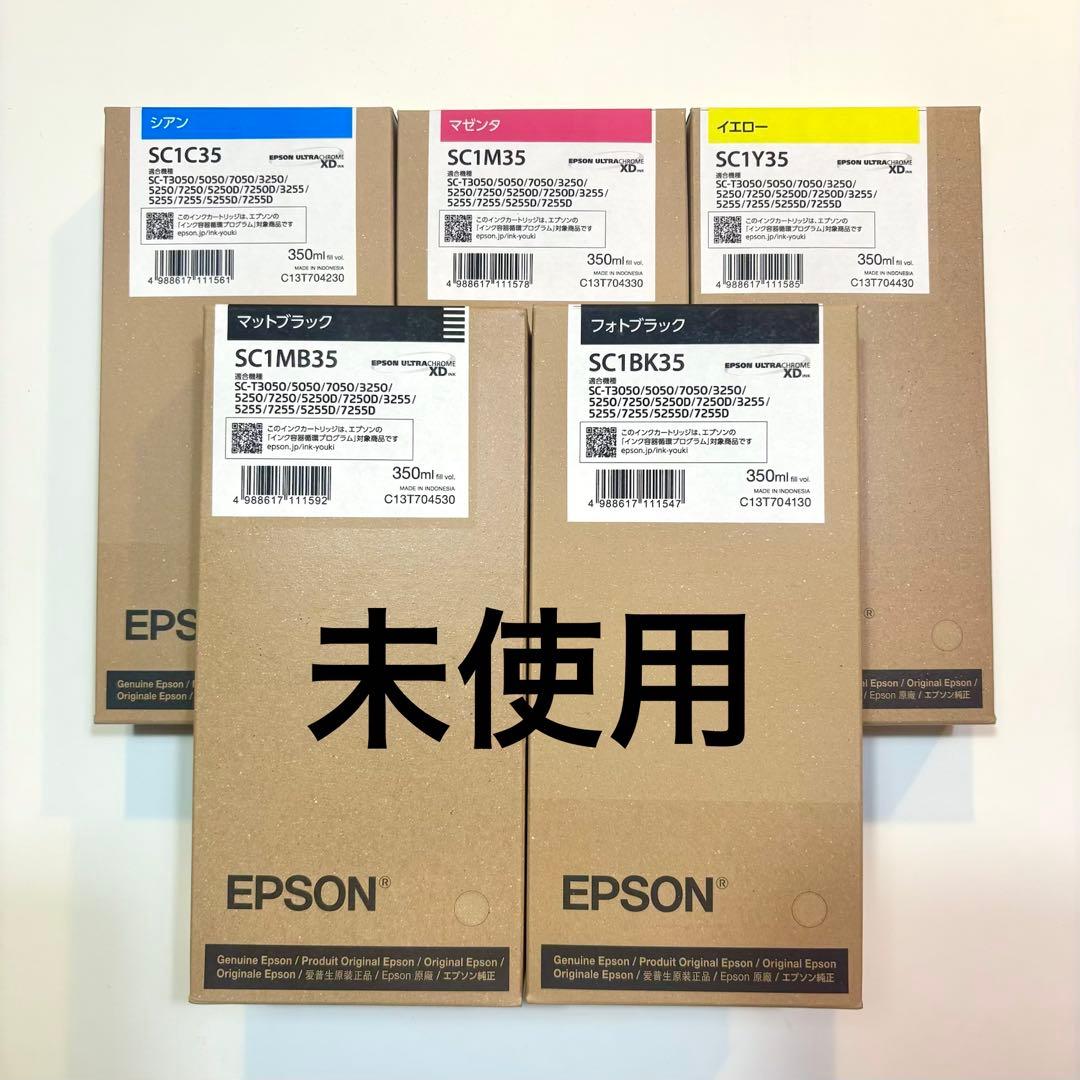 シアン
SC1C35
EPSON ULTRACHROME
XD INK
適合機種
SC-T3050/5050/7050/3250/
5250/7250/5250D/7250D/3255/
5255/7255/5255D/7255D
このインクカートリッジは、エプソンの
「インク容器循環プログラム」対象商品です
epson.jp/ink-youki
350ml fill vol.
MADE IN INDONESIA
4 988617 111561
C13T704230
マゼンタ
SC1M35
EPSON ULTRACHROME
XD INK
適合機種
SC-T3050/5050/7050/3250/
5250/7250/5250D/7250D/3255/
5255/7255/5255D/7255D
このインクカートリッジは、エプソンの
「インク容器循環プログラム」対象商品です
epson.jp/ink-youki
350ml fill vol.
MADE IN INDONESIA
4 988617 111578
C13T704330
イエロー
SC1Y35
EPSON ULTRACHROME
XD INK
適合機種
SC-T3050/5050/7050/3250/
5250/7250/5250D/7250D/3255/
5255/7255/5255D/7255D
このインクカートリッジは、エプソンの
「インク容器循環プログラム」対象商品です
epson.jp/ink-youki
350ml fill vol.
MADE IN INDONESIA
4 988617 111585
C13T704430
マットブラック
SC1MB35
EPSON ULTRACHROME
XD INK
適合機種
SC-T3050/5050/7050/3250/
5250/7250/5250D/7250D/3255/
5255/7255/5255D/7255D
このインクカートリッジは、エプソンの
「インク容器循環プログラム」対象商品です
epson.jp/ink-youki
350ml fill vol.
MADE IN INDONESIA
4 988617 111592
C13T704530
フォトブラック
SC1BK35
EPSON ULTRACHROME
XD INK
適合機種
SC-T3050/5050/7050/3250/
5250/7250/5250D/7250D/3255/
5255/7255/5255D/7255D
このインクカートリッジは、エプソンの
「インク容器循環プログラム」対象商品です
epson.jp/ink-youki
350ml fill vol.
MADE IN INDONESIA
4 988617 111547
C13T704130
EPS
®
Genuine Epson /
Originale Epson /
Epson / Original Epson /
/ Epson 原廠 / エプソン純正
未使用
EPSON®
Genuine Epson / Produit Original Epson / Original Epson /
Originale Epson / 爱普生原装正品 / Epson 原廠 / エプソン純正
EPSON®
Genuine Epson / Produit Original Epson / Original Epson
Originale Epson / 爱普生原装正品 / Epson 原廠 / エプソン純正